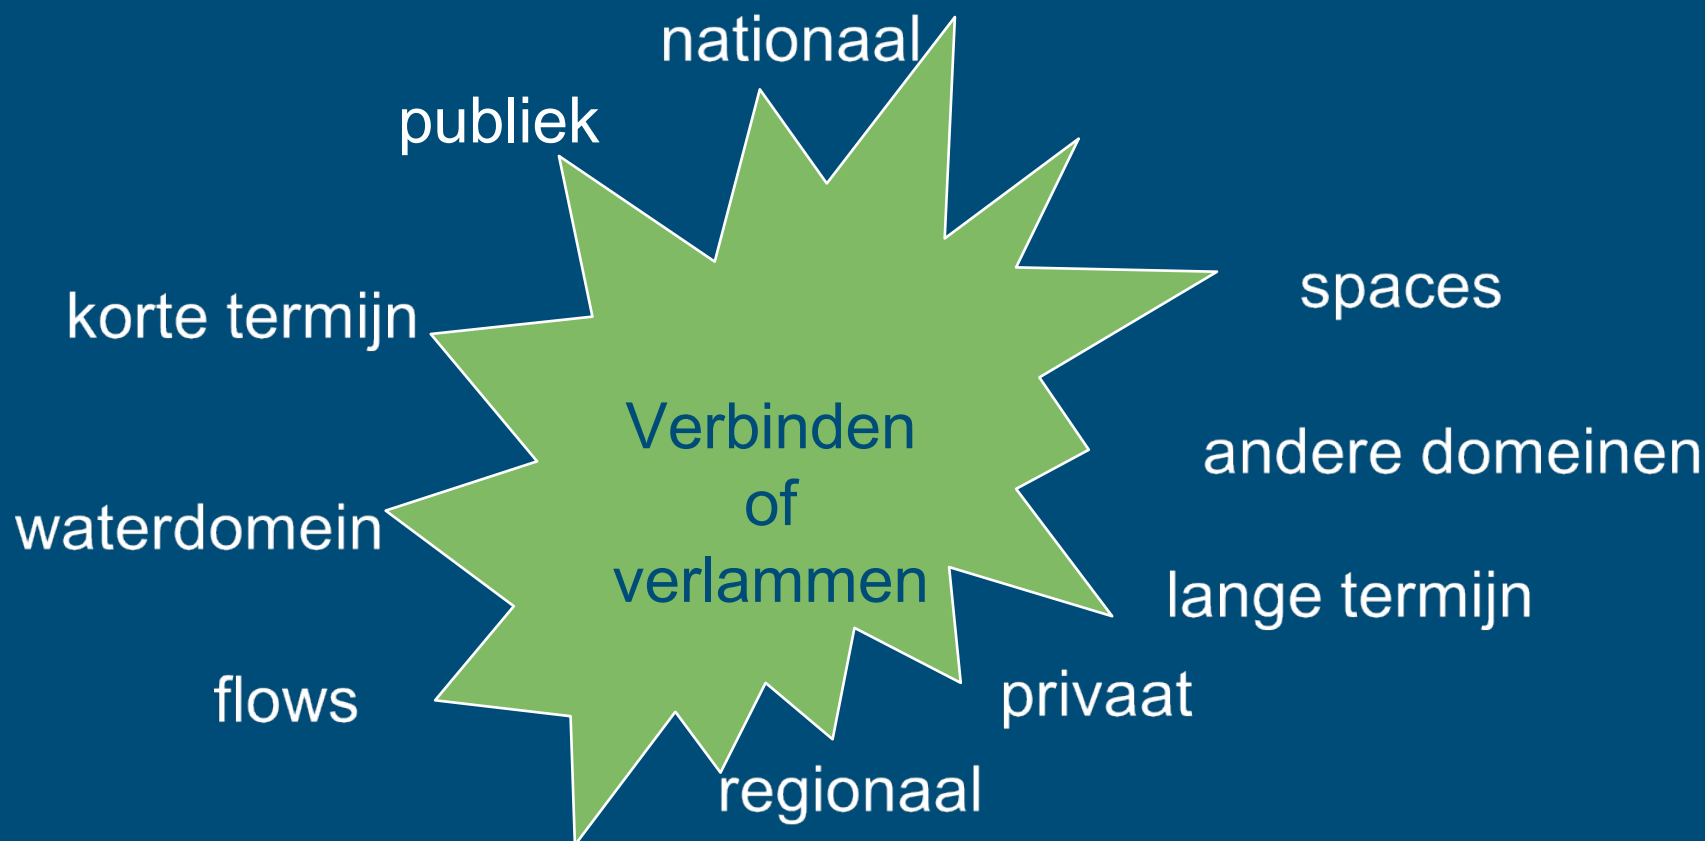 nationaal
publiek
spaces
korte termijn
Verbinden
of
verlammen
andere domeinen
waterdomein
lange termijn
flows
privaat
regionaal